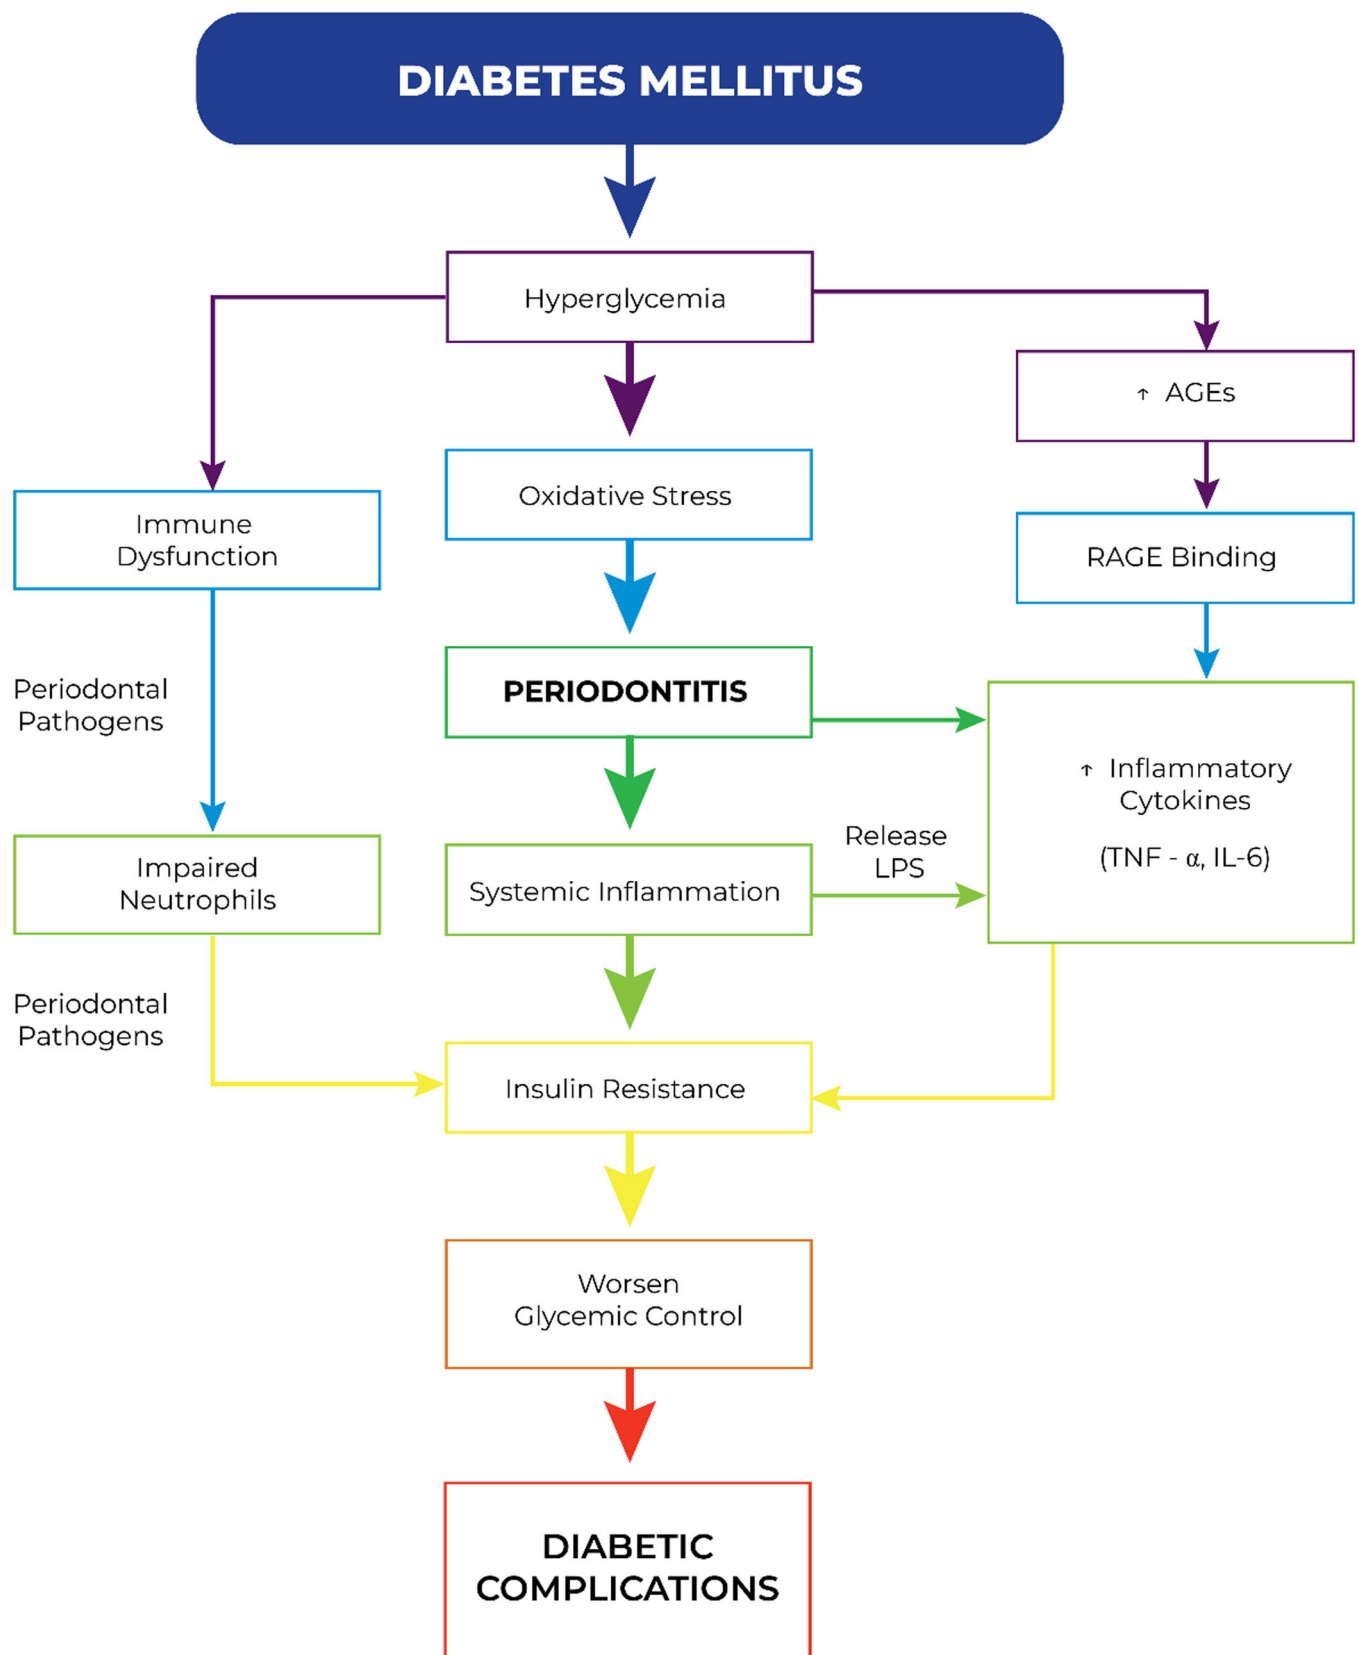 DIABETES MELLITUS
Hyperglycemia
↑ AGEs
Oxidative Stress
Immune
Dysfunction
RAGE Binding
Periodontal
Pathogens
PERIODONTITIS
↑ Inflammatory
Cytokines
(TNF - α, IL-6)
Release
LPS
Impaired
Neutrophils
Systemic Inflammation
Periodontal
Pathogens
Insulin Resistance
Worsen
Glycemic Control
DIABETIC
COMPLICATIONS